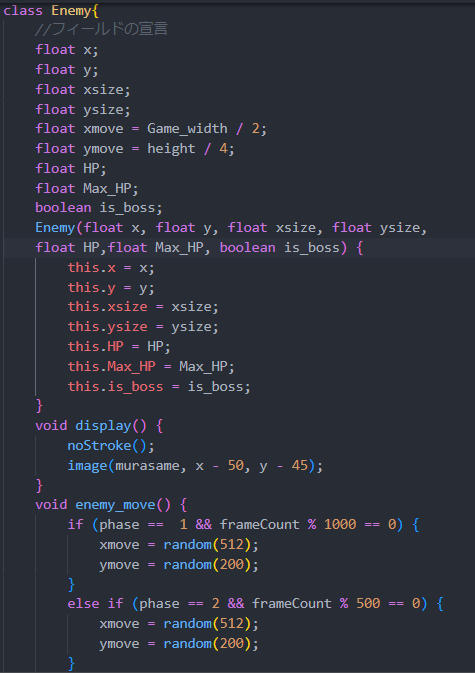 class Enemy{
    //フィールドの宣言
    float x;
    float y;
    float xsize;
    float ysize;
    float xmove = Game_width / 2;
    float ymove = height / 4;
    float HP;
    float Max_HP;
    boolean is_boss;
    Enemy(float x, float y, float xsize, float ysize,
    float HP,float Max_HP, boolean is_boss) {
        this.x = x;
        this.y = y;
        this.xsize = xsize;
        this.ysize = ysize;
        this.HP = HP;
        this.Max_HP = Max_HP;
        this.is_boss = is_boss;
    }
    void display() {
        noStroke();
        image(murasame, x - 50, y - 45);
    }
    void enemy_move() {
        if (phase ==  1 && frameCount % 1000 == 0) {
            xmove = random(512);
            ymove = random(200);
        }
        else if (phase == 2 && frameCount % 500 == 0) {
            xmove = random(512);
            ymove = random(200);
        }